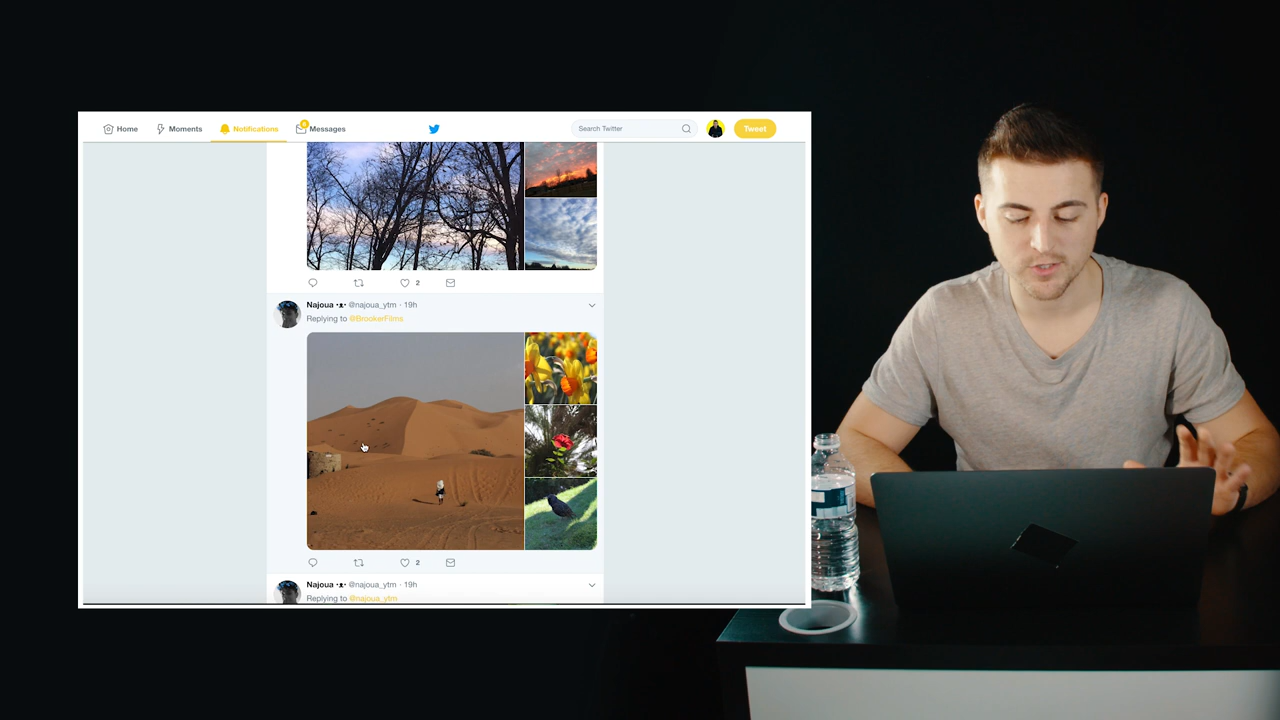 Home Moments Notifications 6 Messages Search Twitter Tweet
2
Najoua @najoua_ytm · 19h
Replying to @BrookerFilms
2
Najoua @najoua_ytm · 19h
Replying to @najoua_ytm